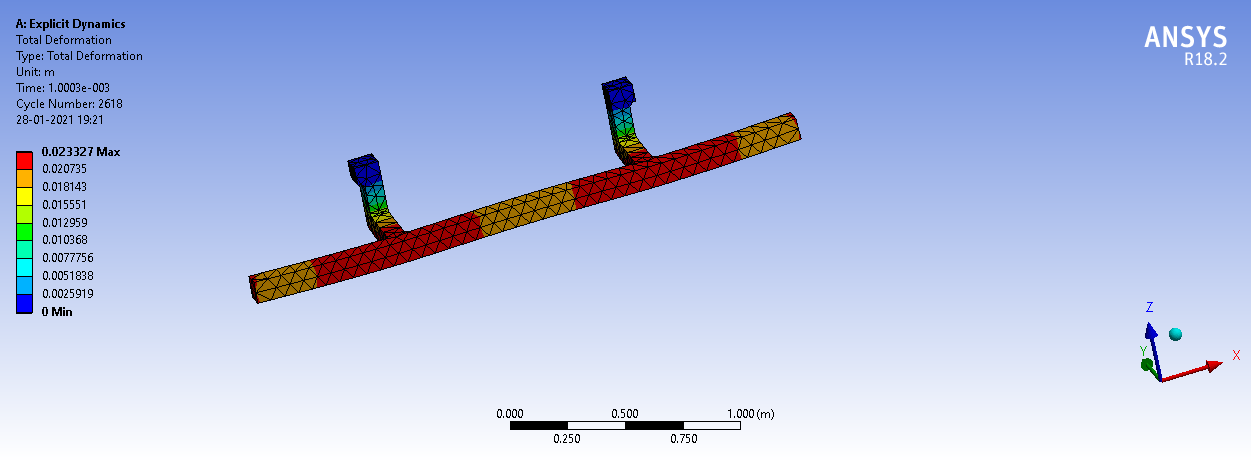 A: Explicit Dynamics
Total Deformation
Type: Total Deformation
Unit: m
Time: 1.0003e-003
Cycle Number: 2618
28-01-2021 19:21
0.023327 Max
0.020735
0.018143
0.015551
0.012959
0.010368
0.0077756
0.0051838
0.0025919
0 Min
ANSYS
R18.2
Z
Y
X
0.000 0.500 1.000 (m)
0.250 0.750